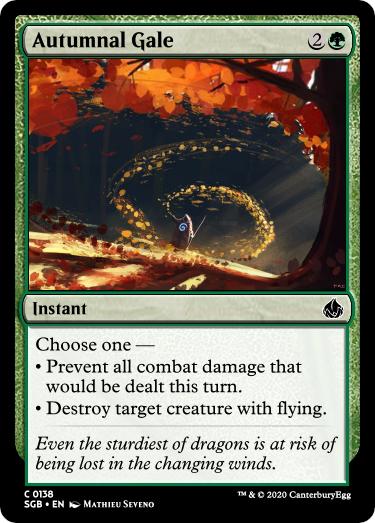 Autumnal Gale 2
Instant
Choose one —
• Prevent all combat damage that
would be dealt this turn.
• Destroy target creature with flying.
Even the sturdiest of dragons is at risk of
being lost in the changing winds.
C 0138
SGB • EN Mathieu Seveno
™ & © 2020 CanterburyEgg